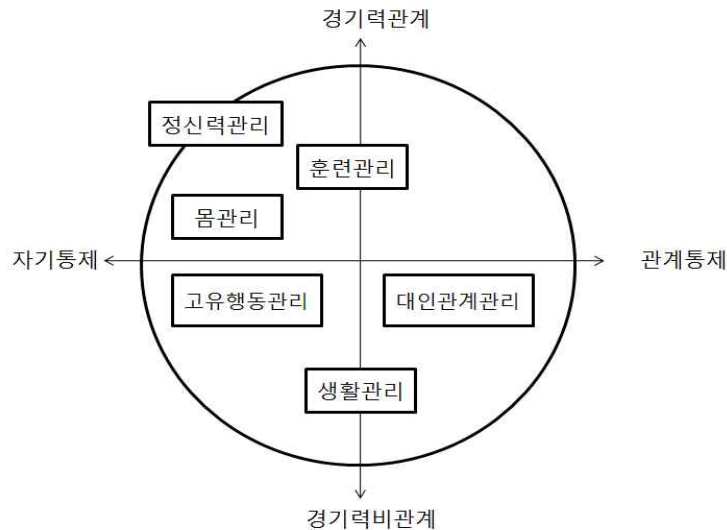 경기력관계
정신력관리
훈련관리
몸관리
자기통제
관계통제
고유행동관리
대인관계관리
생활관리
경기력비관계